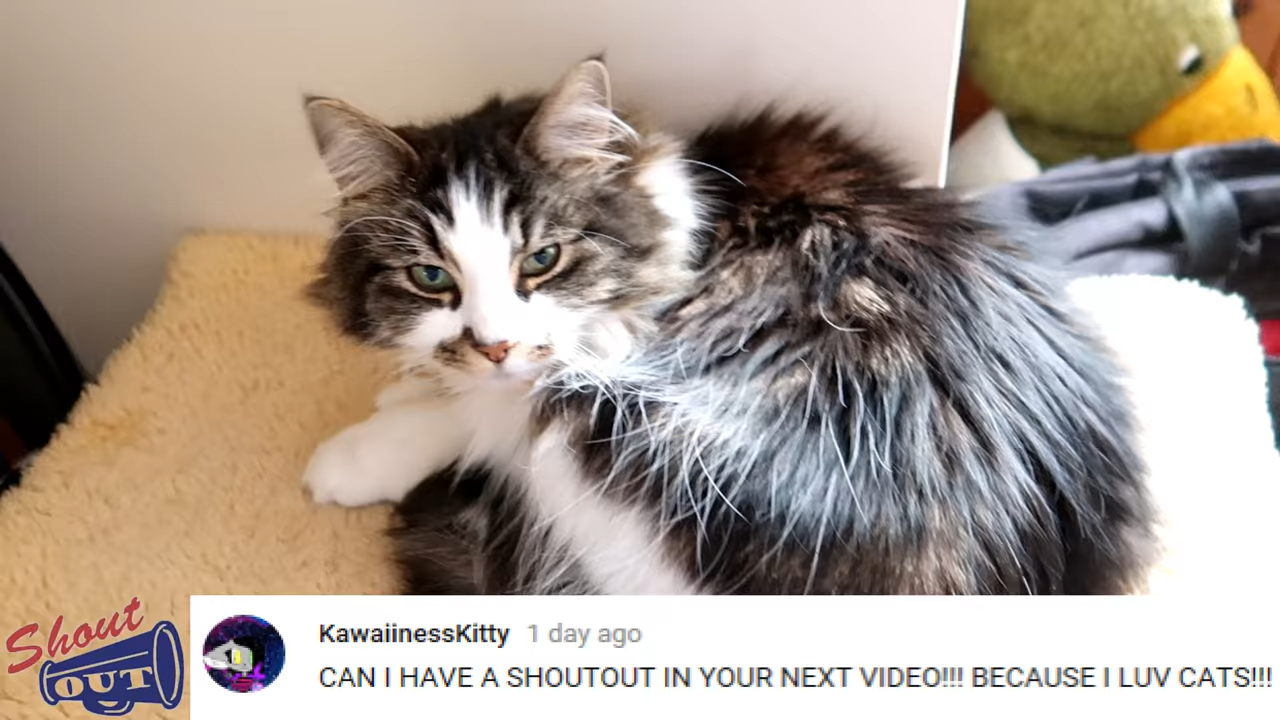 Shout
OUT
KawaiinessKitty 1 day ago
CAN I HAVE A SHOUTOUT IN YOUR NEXT VIDEO!!! BECAUSE I LUV CATS!!!